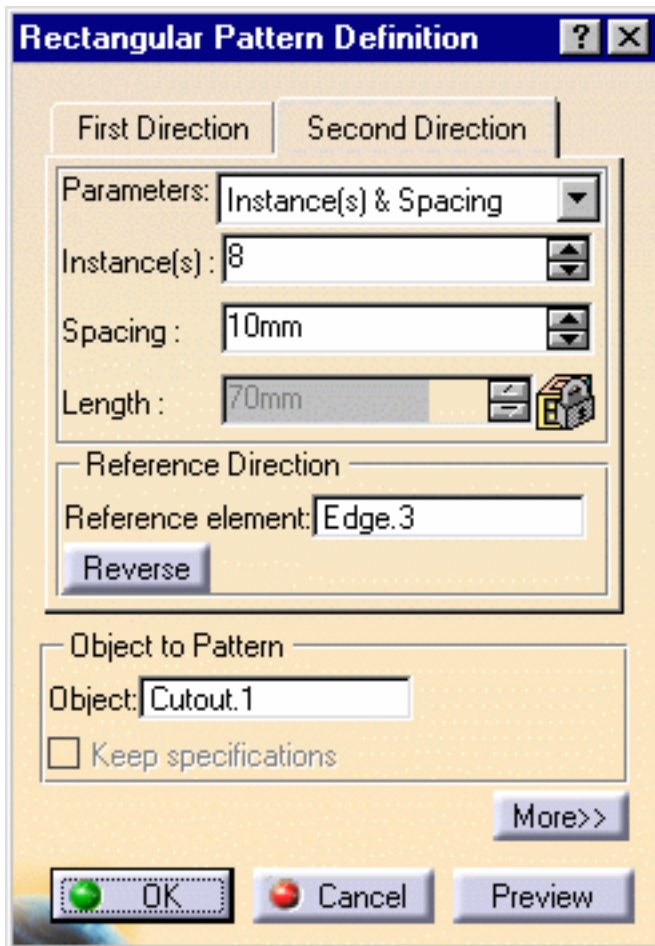 Rectangular Pattern Definition ? X
First Direction Second Direction
Parameters: Instance(s) & Spacing
Instance(s) : 8
Spacing : 10mm
Length : 70mm
Reference Direction
Reference element: Edge.3
Reverse
Object to Pattern
Object: Cutout.1
Keep specifications
More>>
OK Cancel Preview